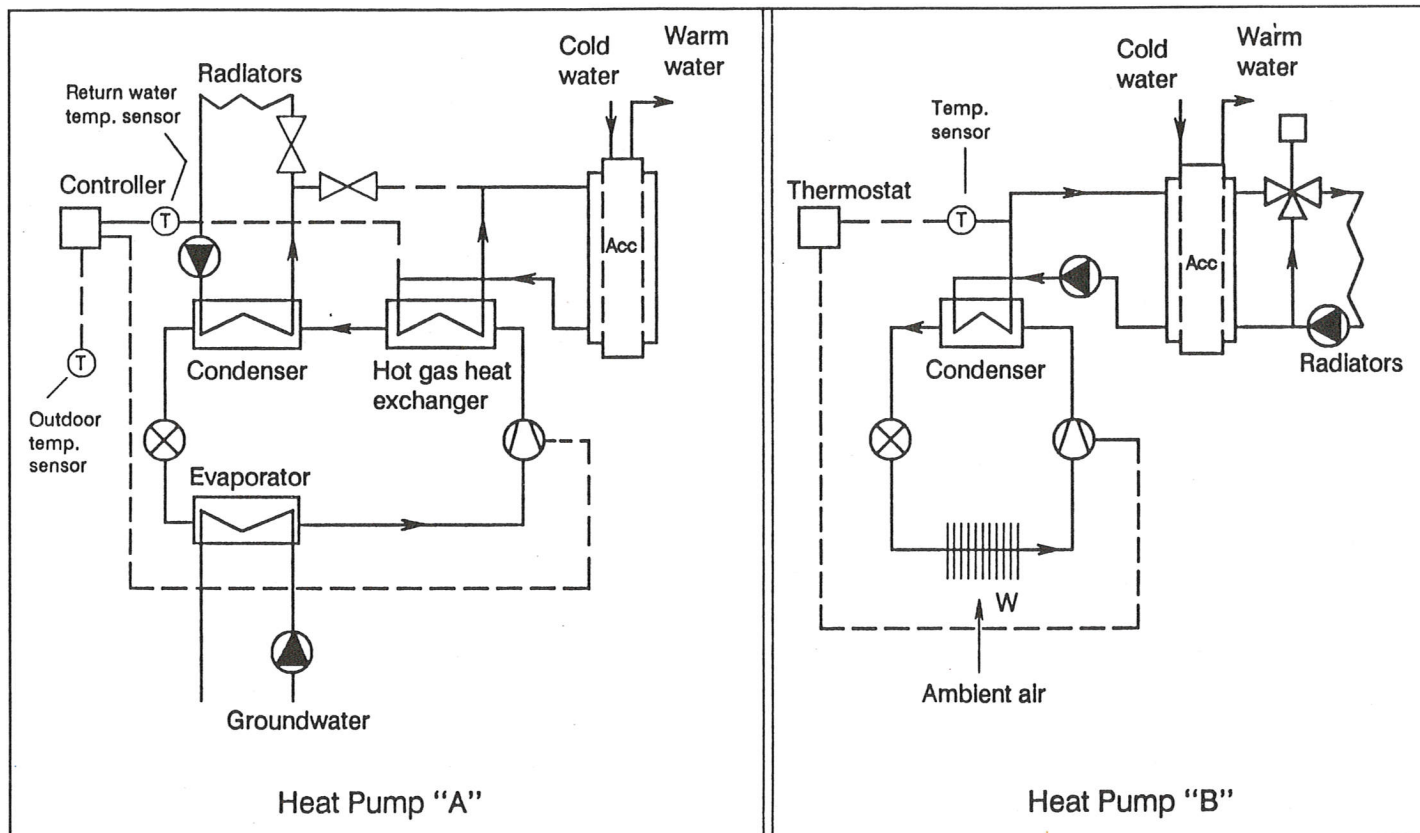 Cold
water
Warm
water
Radiators
Return water
temp. sensor
Controller
T
Acc
Condenser
Hot gas heat
exchanger
T
Outdoor
temp.
sensor
Evaporator
Groundwater
Heat Pump "A"
Cold
water
Warm
water
Temp.
sensor
Thermostat
T
Acc
Condenser
Radiators
W
Ambient air
Heat Pump "B"